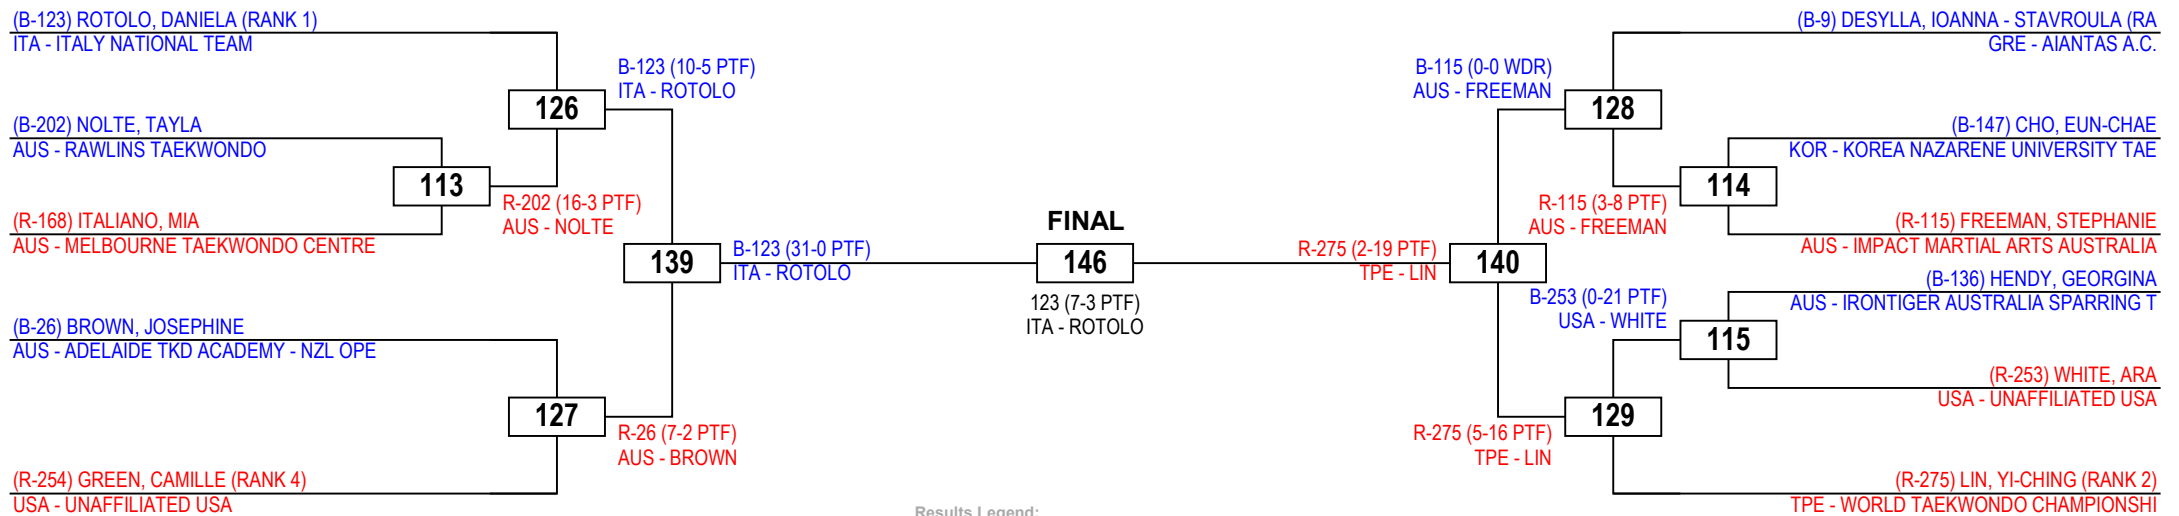 (B-123) ROTOLO, DANIELA (RANK 1)
ITA - ITALY NATIONAL TEAM
(B-202) NOLTE, TAYLA
AUS - RAWLINS TAEKWONDO
(R-168) ITALIANO, MIA
AUS - MELBOURNE TAEKWONDO CENTRE
(B-26) BROWN, JOSEPHINE
AUS - ADELAIDE TKD ACADEMY - NZL OPE
(R-254) GREEN, CAMILLE (RANK 4)
USA - UNAFFILIATED USA
113
R-202 (16-3 PTF)
AUS - NOLTE
126
B-123 (10-5 PTF)
ITA - ROTOLO
127
R-26 (7-2 PTF)
AUS - BROWN
139
B-123 (31-0 PTF)
ITA - ROTOLO
FINAL
146
123 (7-3 PTF)
ITA - ROTOLO
R-275 (2-19 PTF)
TPE - LIN
140
B-115 (0-0 WDR)
AUS - FREEMAN
128
R-115 (3-8 PTF)
AUS - FREEMAN
114
B-253 (0-21 PTF)
USA - WHITE
115
R-275 (5-16 PTF)
TPE - LIN
129
(B-9) DESYLLA, IOANNA - STAVROULA (RA
GRE - AIANTAS A.C.
(B-147) CHO, EUN-CHAE
KOR - KOREA NAZARENE UNIVERSITY TAE
(R-115) FREEMAN, STEPHANIE
AUS - IMPACT MARTIAL ARTS AUSTRALIA
(B-136) HENDY, GEORGINA
AUS - IRONTIGER AUSTRALIA SPARRING T
(R-253) WHITE, ARA
USA - UNAFFILIATED USA
(R-275) LIN, YI-CHING (RANK 2)
TPE - WORLD TAEKWONDO CHAMPIONSHI
Results Legend: